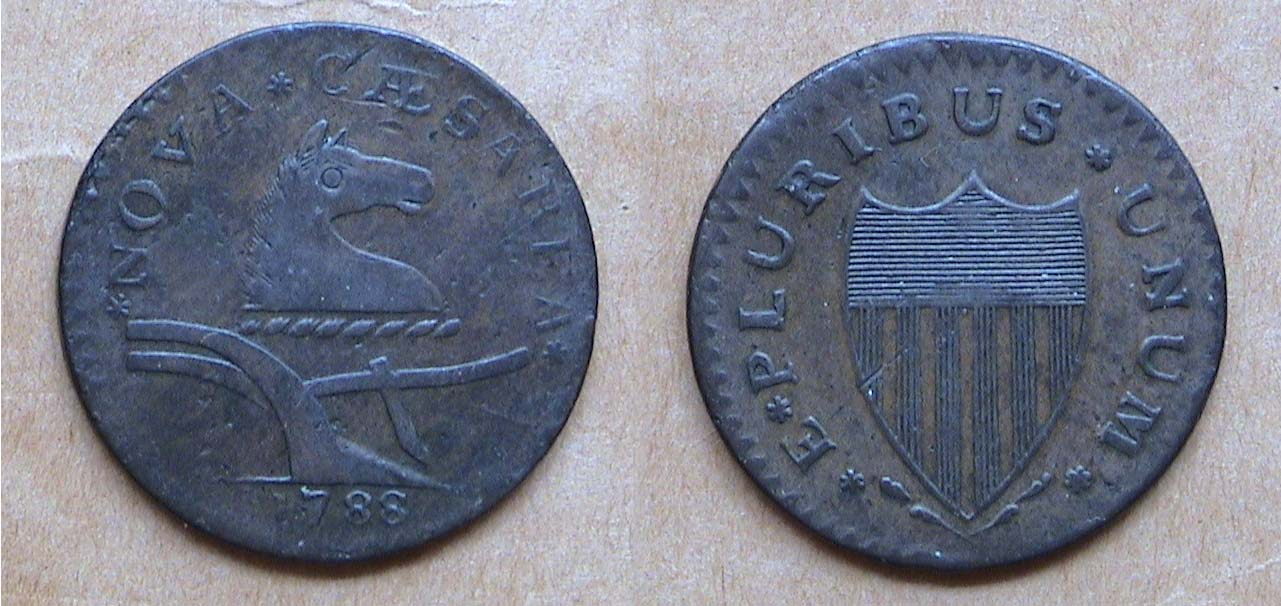 *NOVA * CÆSAREA*
1788
* E * PLURIBUS * UNUM *